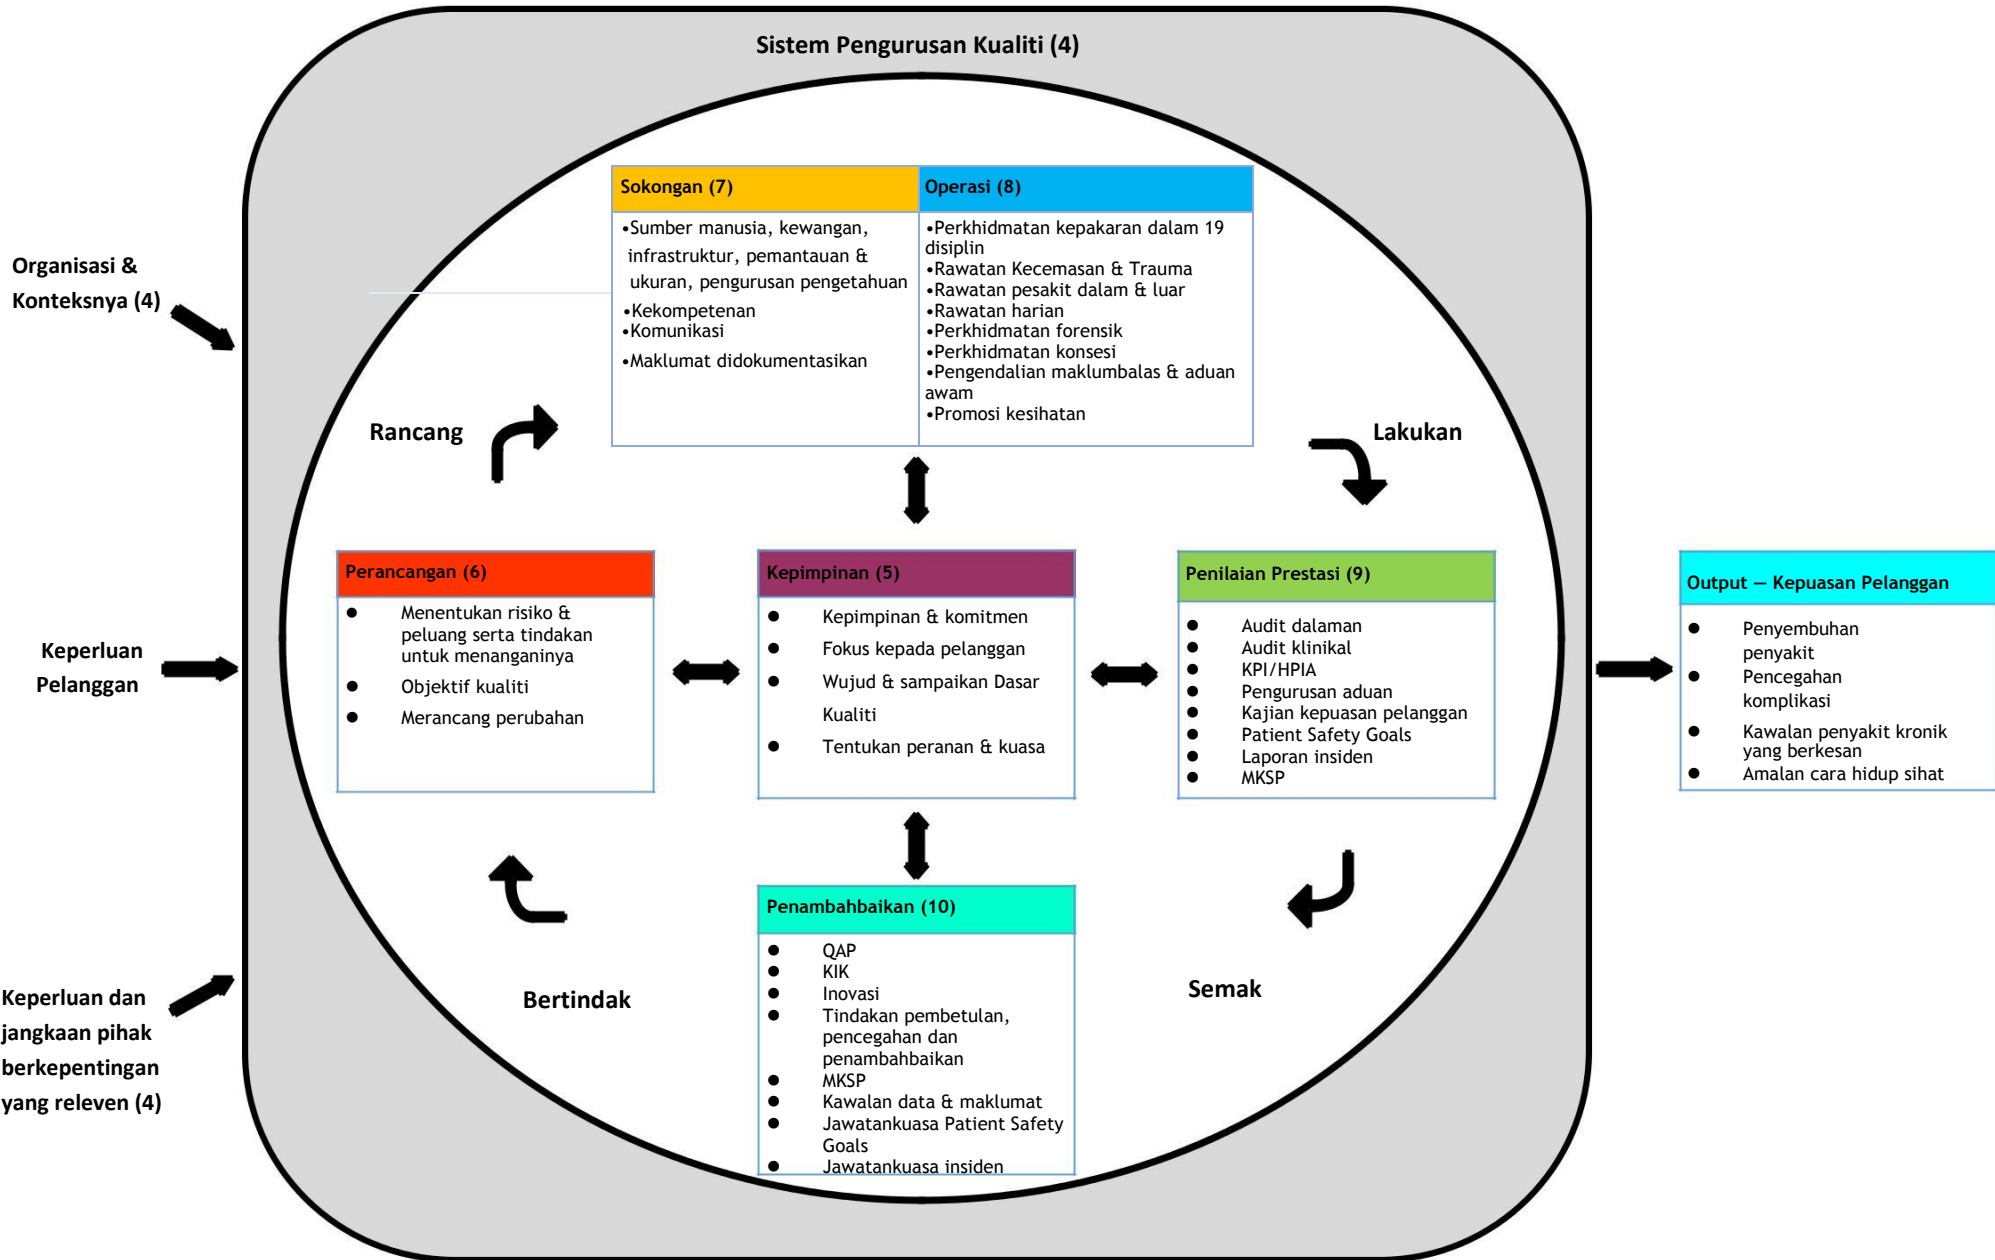 Sistem Pengurusan Kualiti (4)
Organisasi &
Konteksnya (4)
Keperluan
Pelanggan
Keperluan dan
jangkaan pihak
berkepentingan
yang releven (4)
Sokongan (7)
•Sumber manusia, kewangan,
infrastruktur, pemantauan &
ukuran, pengurusan pengetahuan
•Kekompetenan
•Komunikasi
•Maklumat didokumentasikan
Operasi (8)
•Perkhidmatan kepakaran dalam 19
disiplin
•Rawatan Kecemasan & Trauma
•Rawatan pesakit dalam & luar
•Rawatan harian
•Perkhidmatan forensik
•Perkhidmatan konsesi
•Pengendalian maklumbalas & aduan
awam
•Promosi kesihatan
Rancang
Lakukan
Perancangan (6)
● Menentukan risiko &
peluang serta tindakan
untuk menanganinya
● Objektif kualiti
● Merancang perubahan
Kepimpinan (5)
● Kepimpinan & komitmen
● Fokus kepada pelanggan
● Wujud & sampaikan Dasar
Kualiti
● Tentukan peranan & kuasa
Penilaian Prestasi (9)
● Audit dalaman
● Audit klinikal
● KPI/HPIA
● Pengurusan aduan
● Kajian kepuasan pelanggan
● Patient Safety Goals
● Laporan insiden
● MKSP
Output — Kepuasan Pelanggan
● Penyembuhan
penyakit
● Pencegahan
komplikasi
● Kawalan penyakit kronik
yang berkesan
● Amalan cara hidup sihat
Bertindak
Semak
Penambahbaikan (10)
● QAP
● KIK
● Inovasi
● Tindakan pembetulan,
pencegahan dan
penambahbaikan
● MKSP
● Kawalan data & maklumat
● Jawatankuasa Patient Safety
Goals
● Jawatankuasa insiden